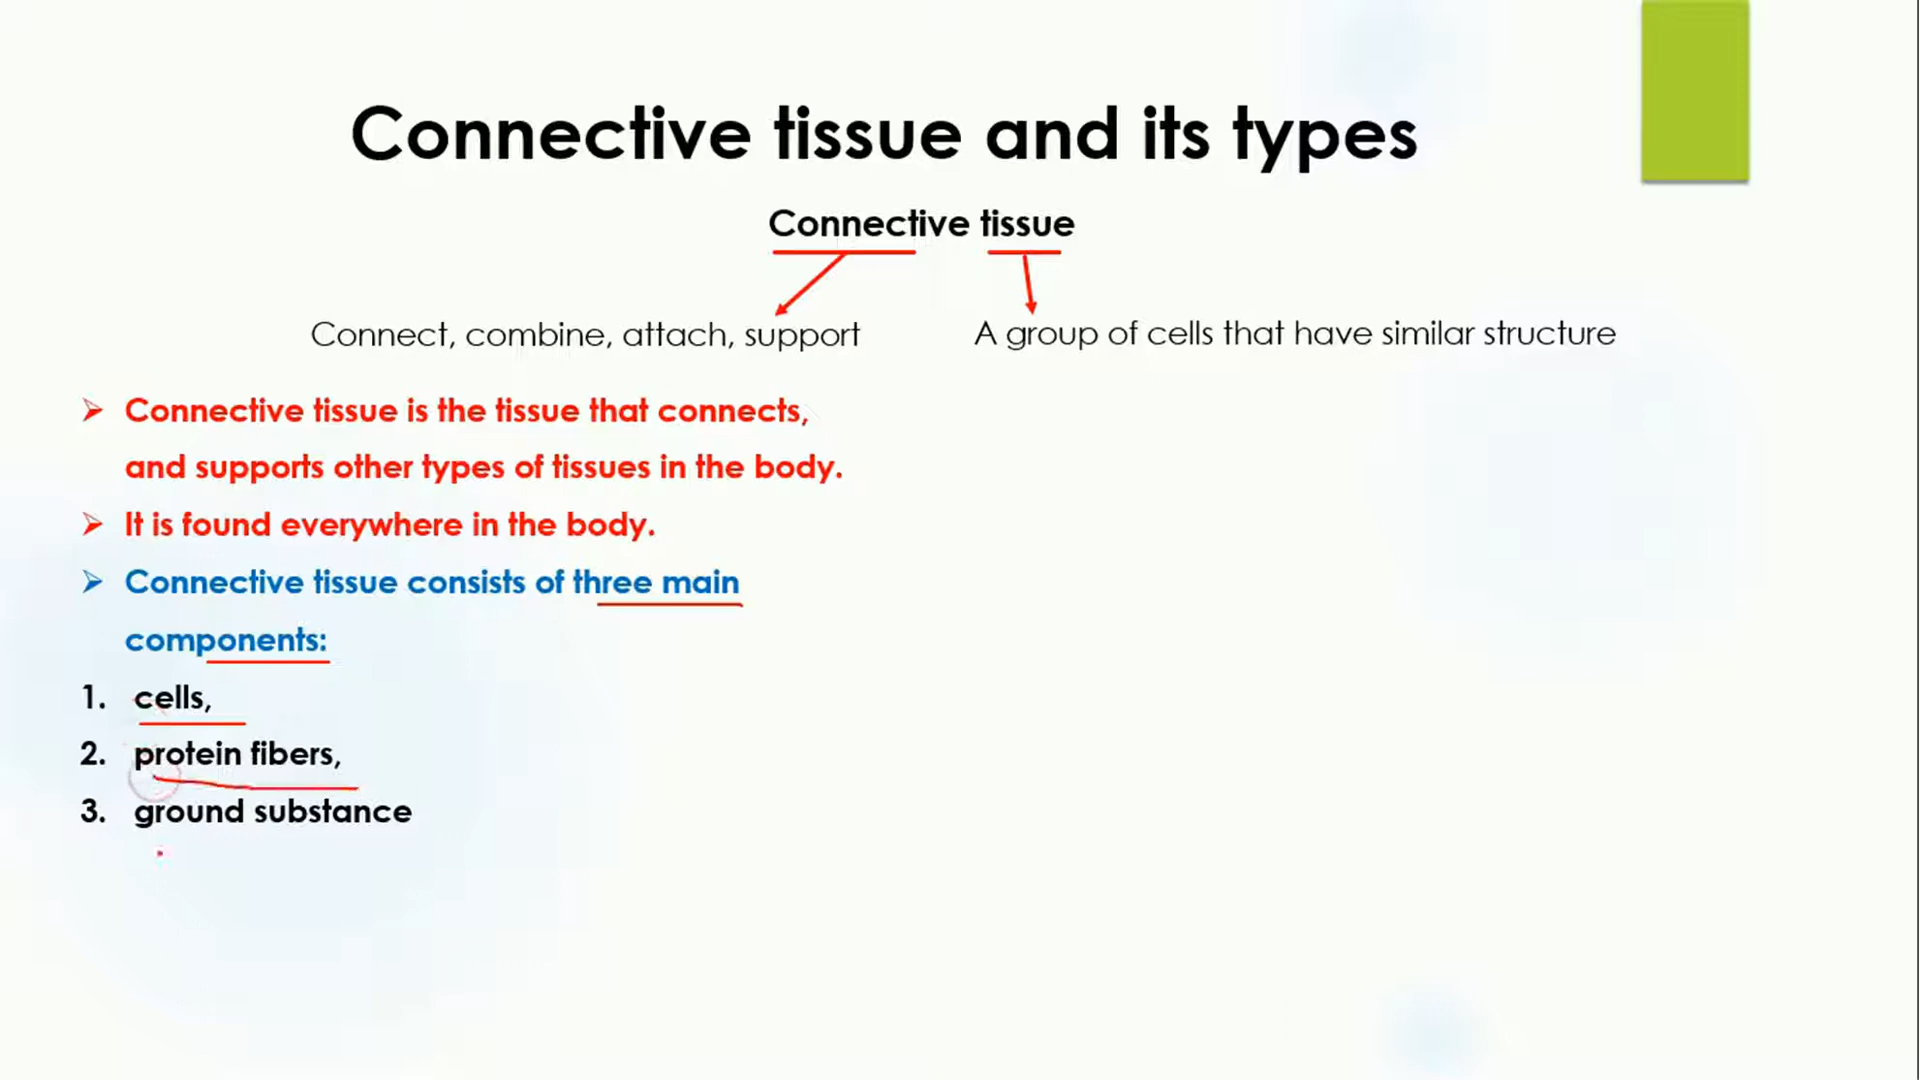 Connective tissue and its types
Connective tissue
Connect, combine, attach, support
A group of cells that have similar structure
➢ Connective tissue is the tissue that connects,
and supports other types of tissues in the body.
➢ It is found everywhere in the body.
➢ Connective tissue consists of three main
components:
1. cells,
2. protein fibers,
3. ground substance